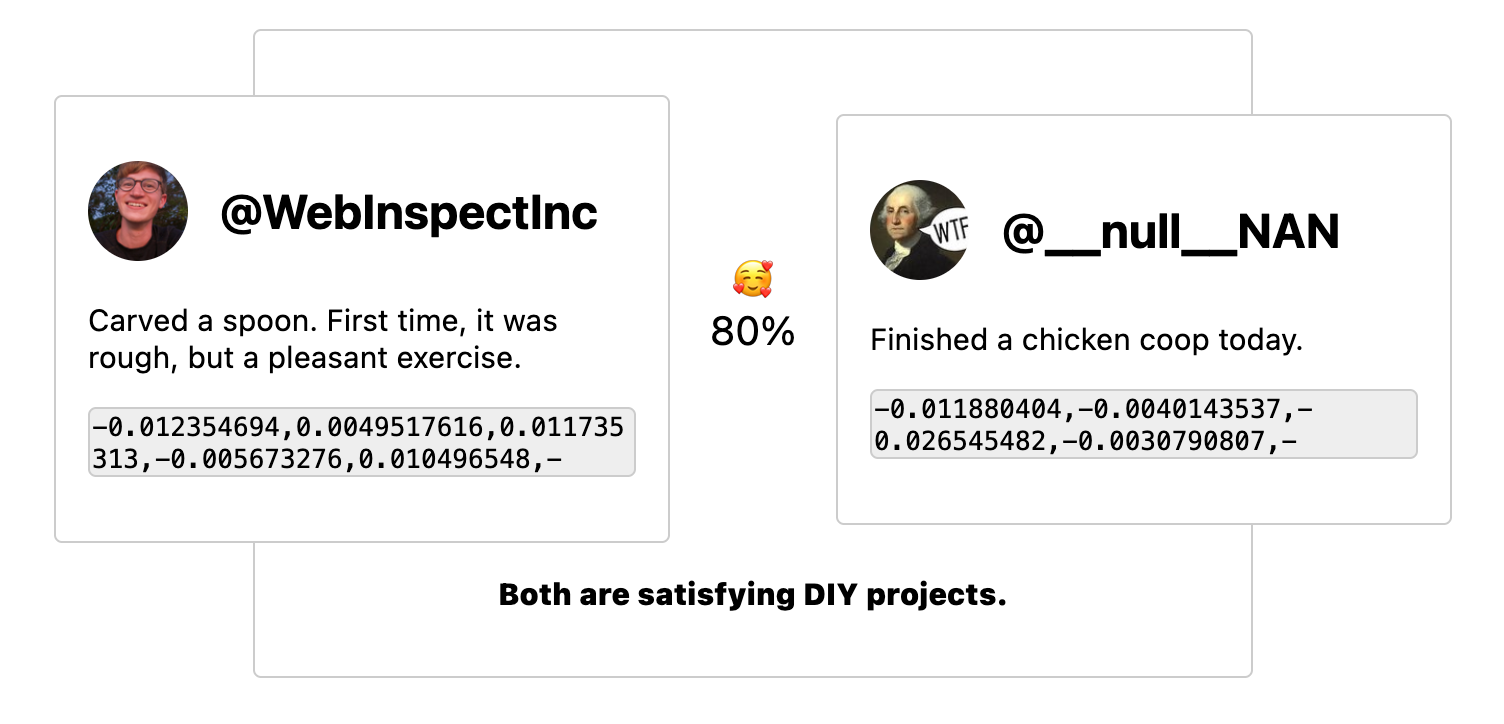 @WebInspectInc
Carved a spoon. First time, it was
rough, but a pleasant exercise.
-0.012354694,0.0049517616,0.011735
313,-0.005673276,0.010496548,-
🥰
80%
WTF
@__null__NAN
Finished a chicken coop today.
-0.011880404,-0.0040143537,-
0.026545482,-0.0030790807,-
Both are satisfying DIY projects.